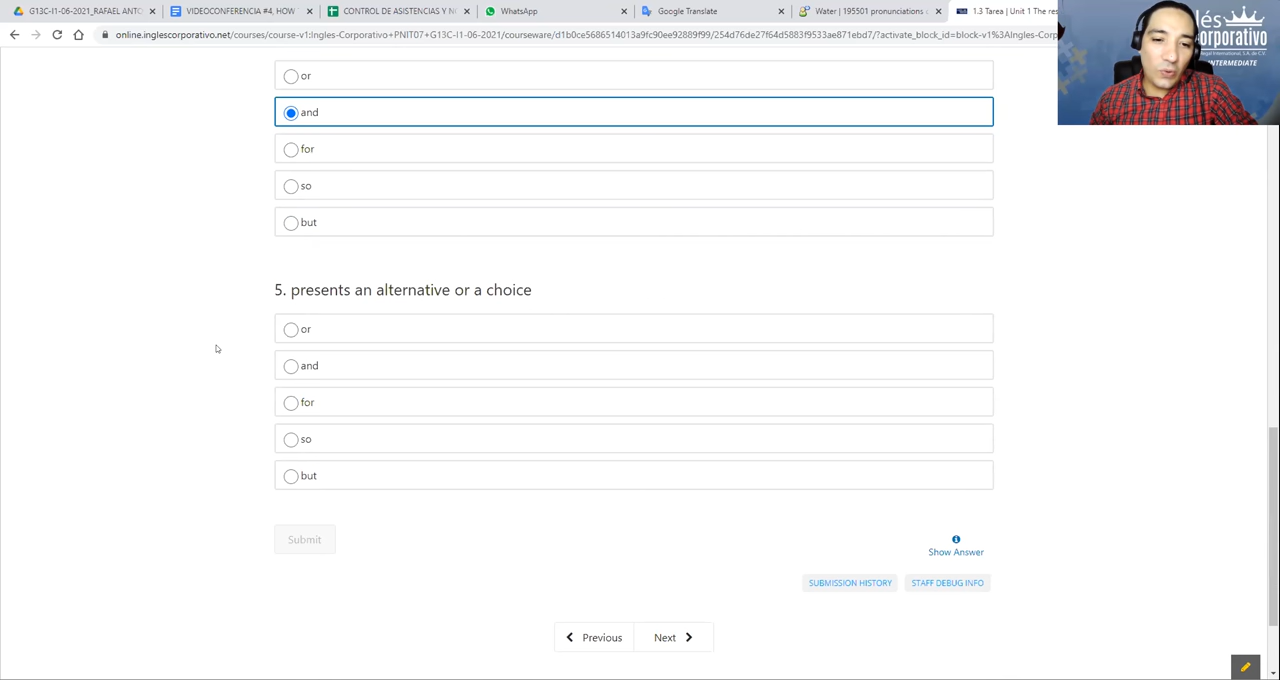 G13C-I1-06-2021_RAFAEL ANTO
VIDEOCONFERENCIA #4, HOW
CONTROL DE ASISTENCIAS Y NO
WhatsApp
Google Translate
Water | 195501 pronunciations
1.3 Tarea | Unit 1 The res
online.inglescorporativo.net/courses/course-v1:Ingles-Corporativo+PNIT07+G13C-I1-06-2021/courseware/d1b0ce5686514013a9fc90ee92889f99/254d76de27f64d5883f9533ae871ebd7/?activate_block_id=block-v1%3AIngles-Corp
lés
orporativo
INTERMEDIATE
or
and
for
so
but
5. presents an alternative or a choice
or
and
for
so
but
Submit
Show Answer
SUBMISSION HISTORY
STAFF DEBUG INFO
Previous
Next